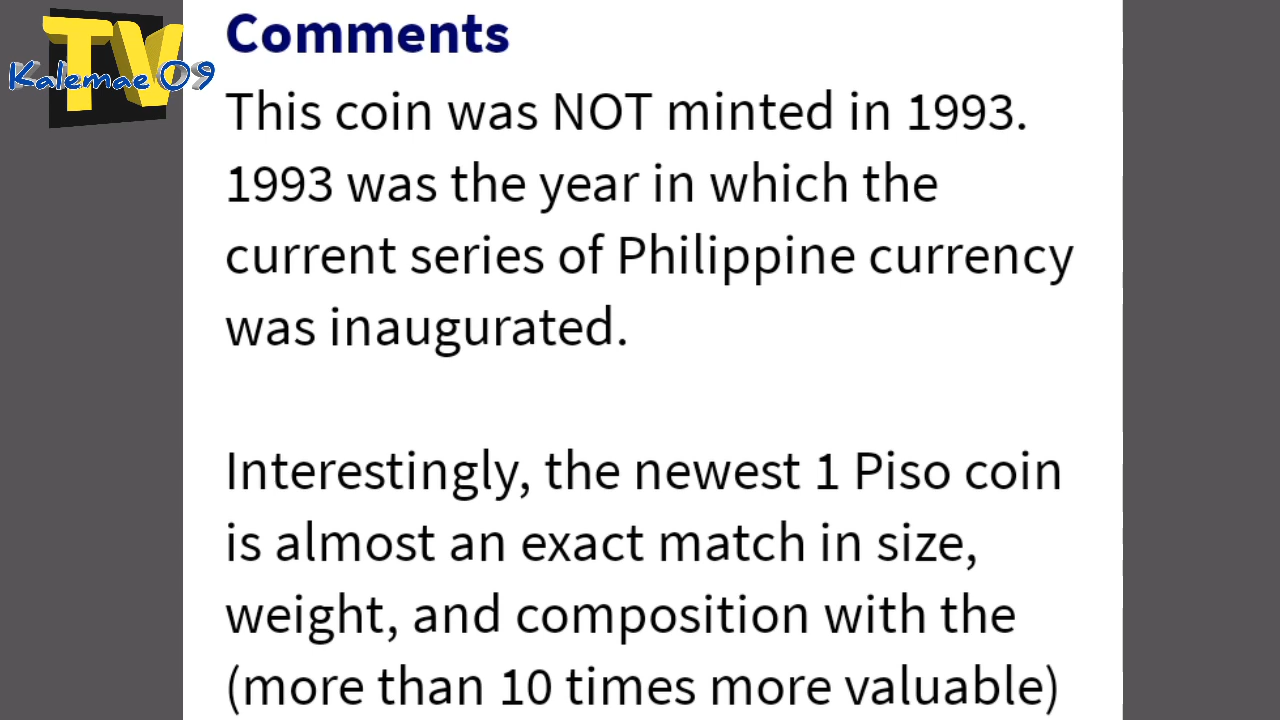 TV
Kalemae 09
Comments
This coin was NOT minted in 1993.
1993 was the year in which the
current series of Philippine currency
was inaugurated.
Interestingly, the newest 1 Piso coin
is almost an exact match in size,
weight, and composition with the
(more than 10 times more valuable)